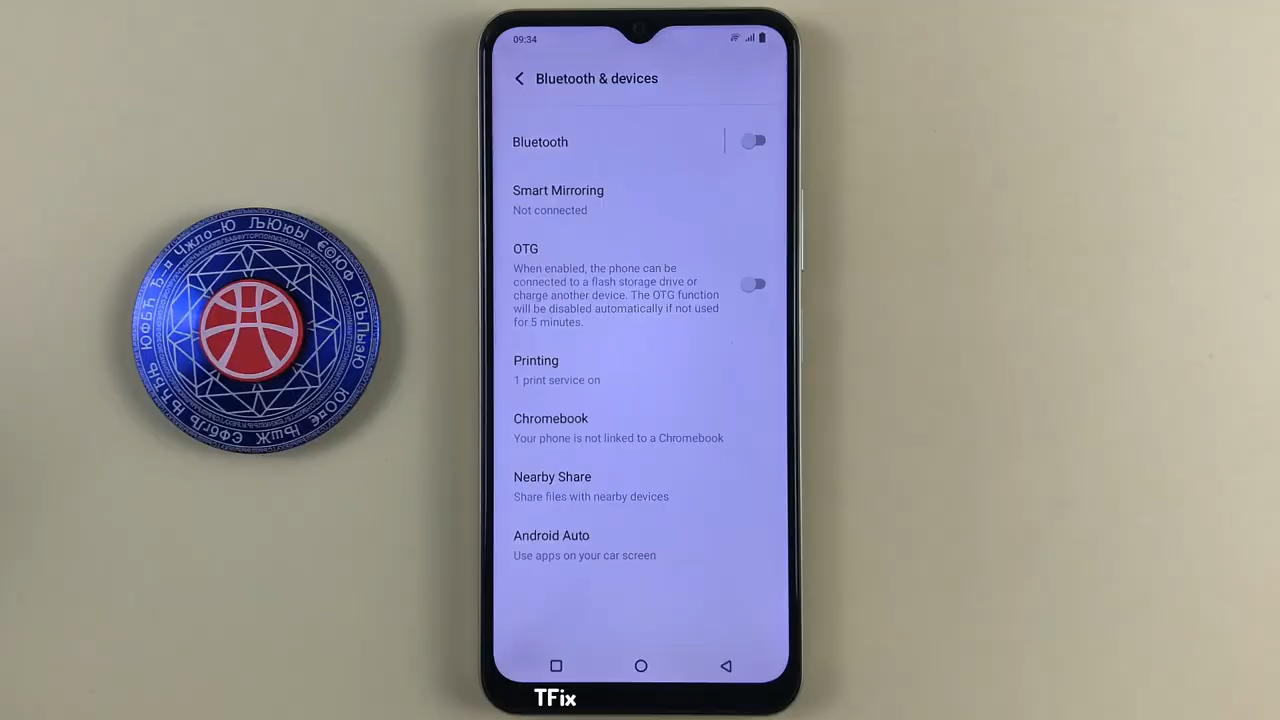 09:34
Bluetooth & devices
Bluetooth
Smart Mirroring
Not connected
OTG
When enabled, the phone can be
connected to a flash storage drive or
charge another device. The OTG function
will be disabled automatically if not used
for 5 minutes.
Printing
1 print service on
Chromebook
Your phone is not linked to a Chromebook
Nearby Share
Share files with nearby devices
Android Auto
Use apps on your car screen
TFix